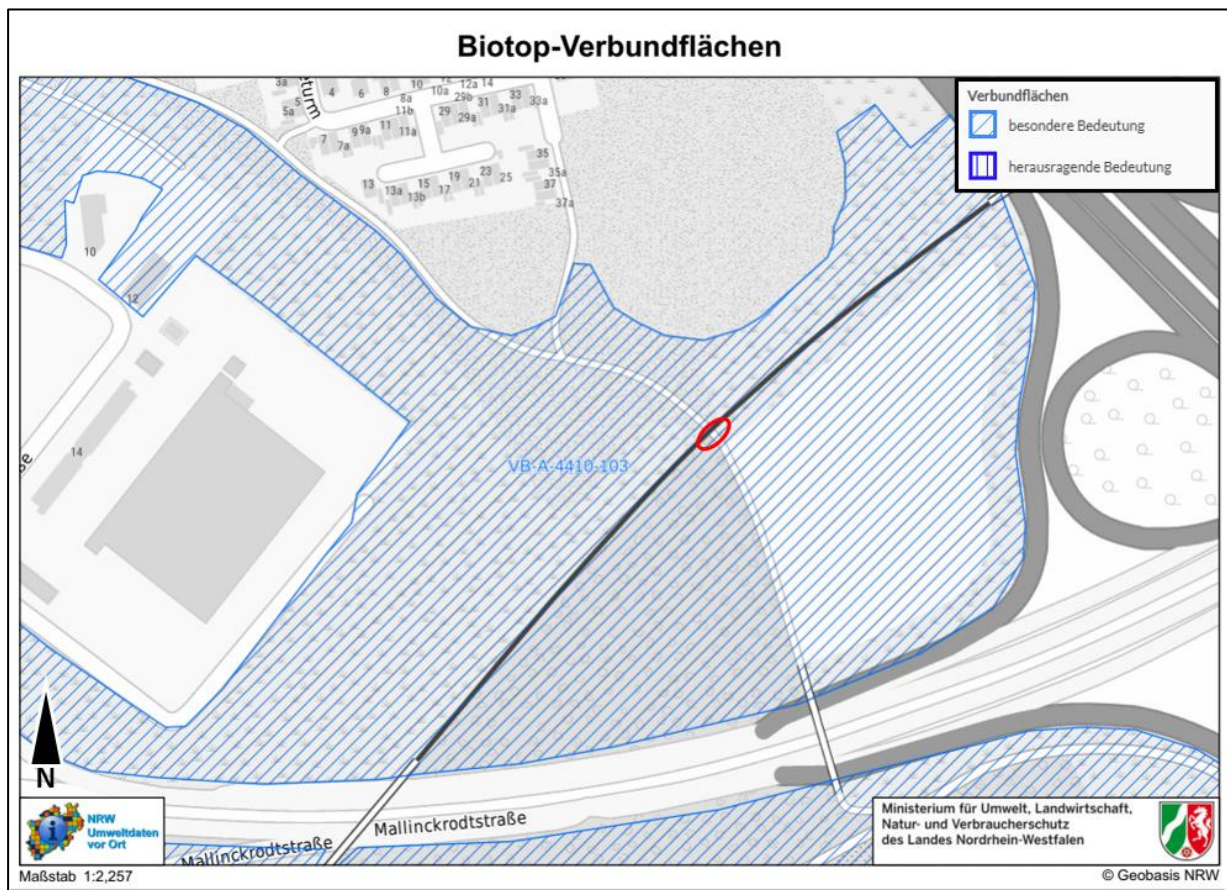 Biotop-Verbundflächen
Verbundflächen
besondere Bedeutung
herausragende Bedeutung
3a
5
5a
turm
4
6
8
10
8a
10a
12a
14
11b
29b
29
29a
31
33
31a
33a
7
7a
9
9a
11
11a
13
13a
13b
15
17
19
21
23
25
35
35a
37
37a
10
12
14
VB-A-4410-103
N
NRW
Umweltdaten
vor Ort
Mallinckrodtstraße
Mallinckrodtstraße
Ministerium für Umwelt, Landwirtschaft,
Natur- und Verbraucherschutz
des Landes Nordrhein-Westfalen
Maßstab 1:2,257
© Geobasis NRW